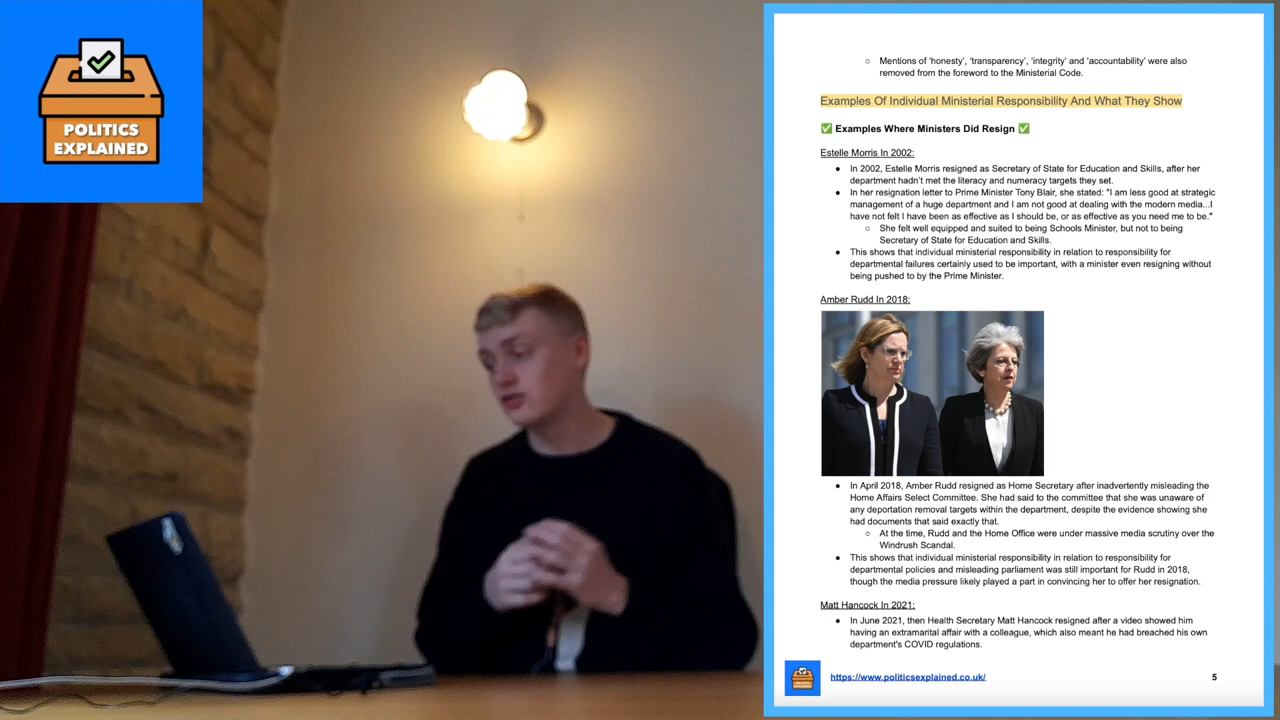 POLITICS
EXPLAINED
○ Mentions of 'honesty', 'transparency', 'integrity' and 'accountability' were also
removed from the foreword to the Ministerial Code.
Examples Of Individual Ministerial Responsibility And What They Show
✅ Examples Where Ministers Did Resign ✅
Estelle Morris In 2002:
● In 2002, Estelle Morris resigned as Secretary of State for Education and Skills, after her
department hadn't met the literacy and numeracy targets they set.
● In her resignation letter to Prime Minister Tony Blair, she stated: "I am less good at strategic
management of a huge department and I am not good at dealing with the modern media...I
have not felt I have been as effective as I should be, or as effective as you need me to be."
○ She felt well equipped and suited to being Schools Minister, but not to being
Secretary of State for Education and Skills.
● This shows that individual ministerial responsibility in relation to responsibility for
departmental failures certainly used to be important, with a minister even resigning without
being pushed to by the Prime Minister.
Amber Rudd In 2018:
● In April 2018, Amber Rudd resigned as Home Secretary after inadvertently misleading the
Home Affairs Select Committee. She had said to the committee that she was unaware of
any deportation removal targets within the department, despite the evidence showing she
had documents that said exactly that.
○ At the time, Rudd and the Home Office were under massive media scrutiny over the
Windrush Scandal.
● This shows that individual ministerial responsibility in relation to responsibility for
departmental policies and misleading parliament was still important for Rudd in 2018,
though the media pressure likely played a part in convincing her to offer her resignation.
Matt Hancock In 2021:
● In June 2021, then Health Secretary Matt Hancock resigned after a video showed him
having an extramarital affair with a colleague, which also meant he had breached his own
department's COVID regulations.
POLITICS
EXPLAINED
https://www.politicsexplained.co.uk/
5